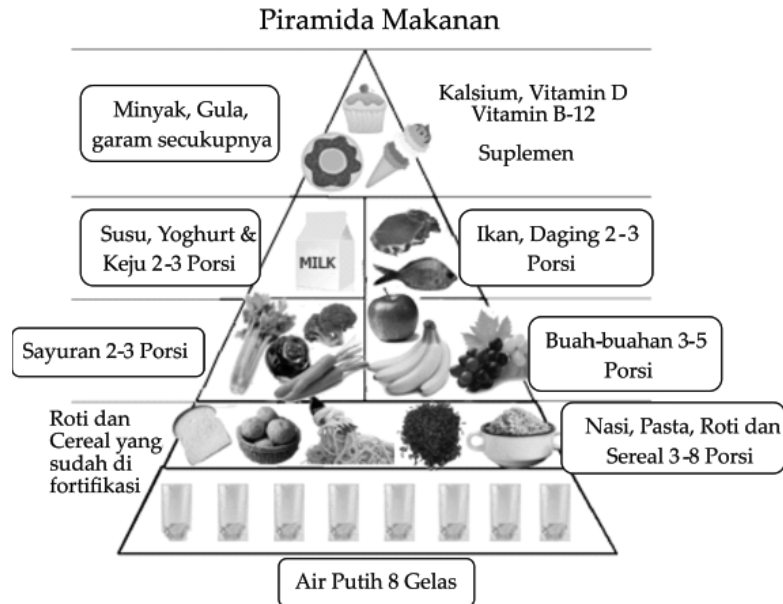 Piramida Makanan
Minyak, Gula,
garam secukupnya
Kalsium, Vitamin D
Vitamin B-12
Suplemen
Susu, Yoghurt &
Keju 2-3 Porsi
MILK
Ikan, Daging 2-3
Porsi
Sayuran 2-3 Porsi
Buah-buahan 3-5
Porsi
Roti dan
Cereal yang
sudah di
fortifikasi
Nasi, Pasta, Roti dan
Sereal 3-8 Porsi
Air Putih 8 Gelas